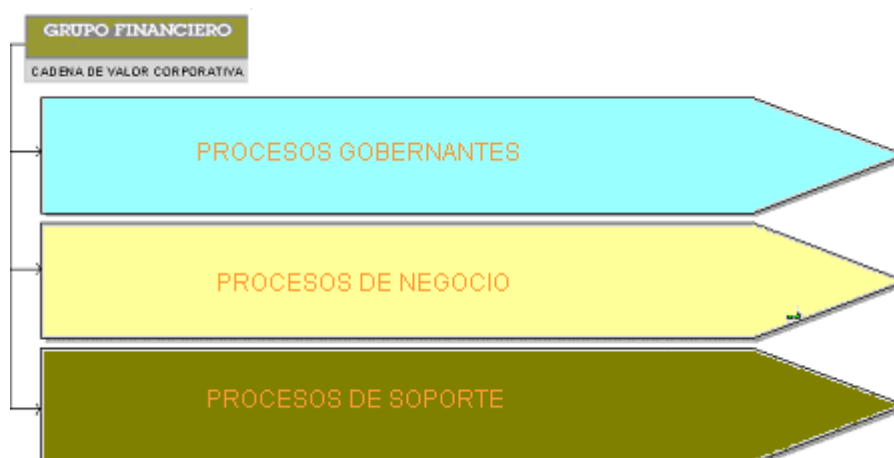 GRUPO FINANCIERO
CADENA DE VALOR CORPORATIVA
PROCESOS GOBERNANTES
PROCESOS DE NEGOCIO
PROCESOS DE SOPORTE